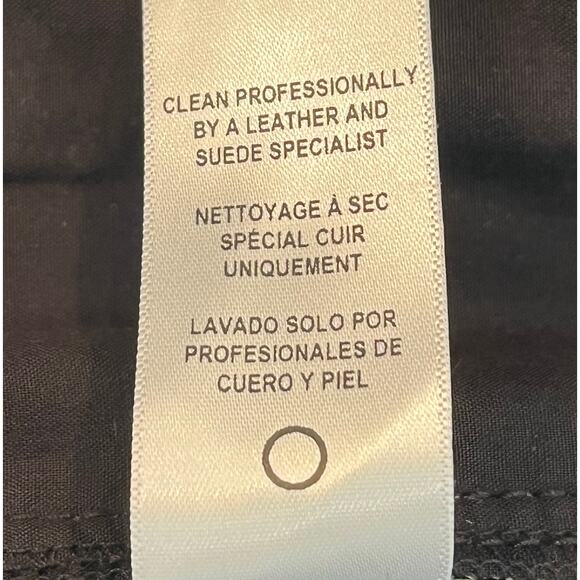 CLEAN PROFESSIONALLY
BY A LEATHER AND
SUEDE SPECIALIST
NETTOYAGE À SEC
SPÉCIAL CUIR
UNIQUEMENT
LAVADO SOLO POR
PROFESIONALES DE
CUERO Y PIEL